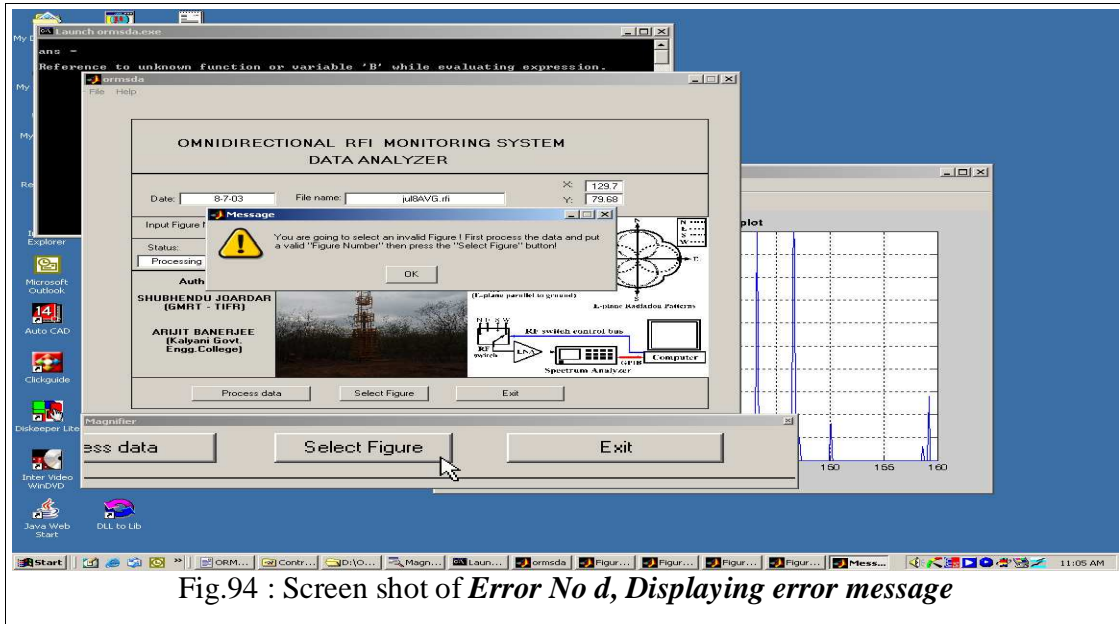 My D
Launch ormsda.exe
ans =
Reference to unknown function or variable 'B' while evaluating expression.
My
My
Re
ormsda
File Help
OMNIDIRECTIONAL RFI MONITORING SYSTEM
DATA ANALYZER
Date: 8-7-03 File name: jul8AVG.rfi X: 129.7
Y: 79.68
Input Figure
Status:
Processing
Message
You are going to select an invalid Figure ! First process the data and put
a valid "Figure Number" then press the "Select Figure" button!
OK
Auth
SHUBHENDU JOARDAR
(GMRT - TIFR)
ARIJIT BANERJEE
(Kalyani Govt.
Engg.College)
N
E
S
W
N
E
S
(E-plane parallel to ground)
E-plane Radiation Patterns
N E S W
RF switch control bus
RF
switch
LNA
GPIB
Computer
Spectrum Analyzer
Process data Select Figure Exit
Magnifier
ess data Select Figure Exit
plot
150 155 160
Explorer
Microsoft
Outlook
Auto CAD
Clickguide
Diskeeper Lite
Inter Video
WinDVD
Java Web
Start
DLL to Lib
Start ORM... Contr... D:\O... Magn... Laun... ormsda Figur... Figur... Figur... Figur... Mess... 11:05 AM
Fig.94 : Screen shot of Error No d, Displaying error message